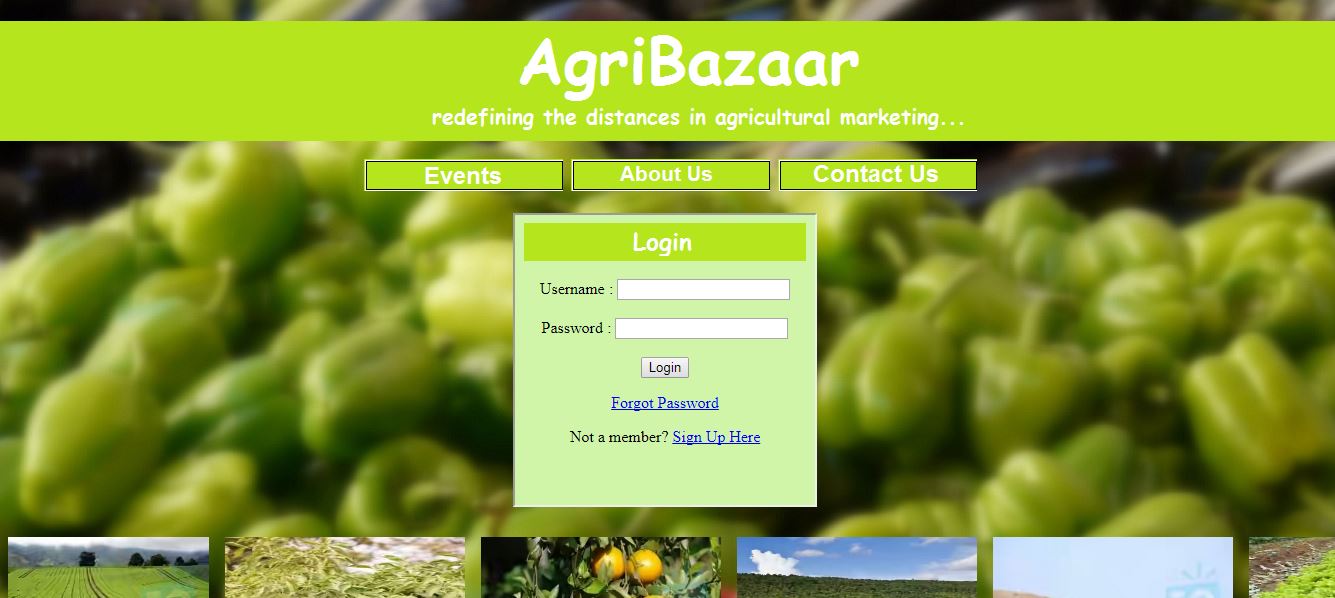 AgriBazaar
redefining the distances in agricultural marketing...
Events About Us Contact Us
Login
Username :
Password :
Login
Forgot Password
Not a member? Sign Up Here